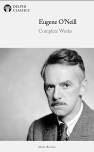 DELPHI
CLASSICS
Eugene O'Neill
Complete Works